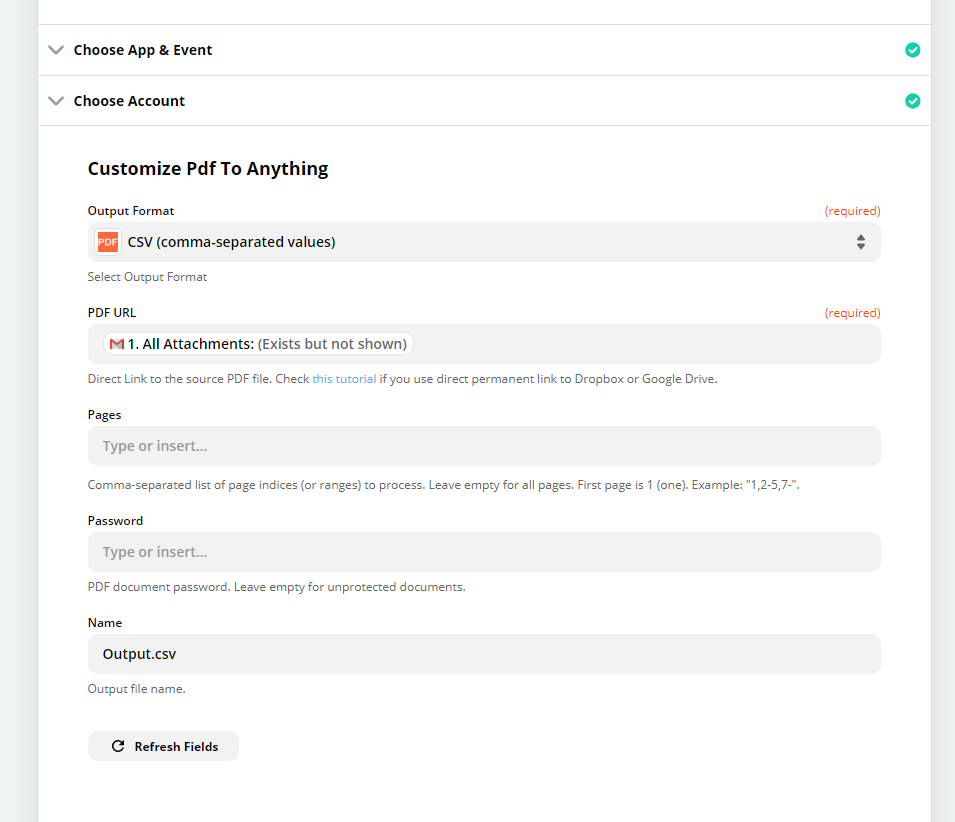 Choose App & Event
Choose Account
Customize Pdf To Anything
Output Format (required)
PDF CSV (comma-separated values)
Select Output Format
PDF URL (required)
1. All Attachments: (Exists but not shown)
Direct Link to the source PDF file. Check this tutorial if you use direct permanent link to Dropbox or Google Drive.
Pages
Type or insert...
Comma-separated list of page indices (or ranges) to process. Leave empty for all pages. First page is 1 (one). Example: "1,2-5,7-".
Password
Type or insert...
PDF document password. Leave empty for unprotected documents.
Name
Output.csv
Output file name.
Refresh Fields